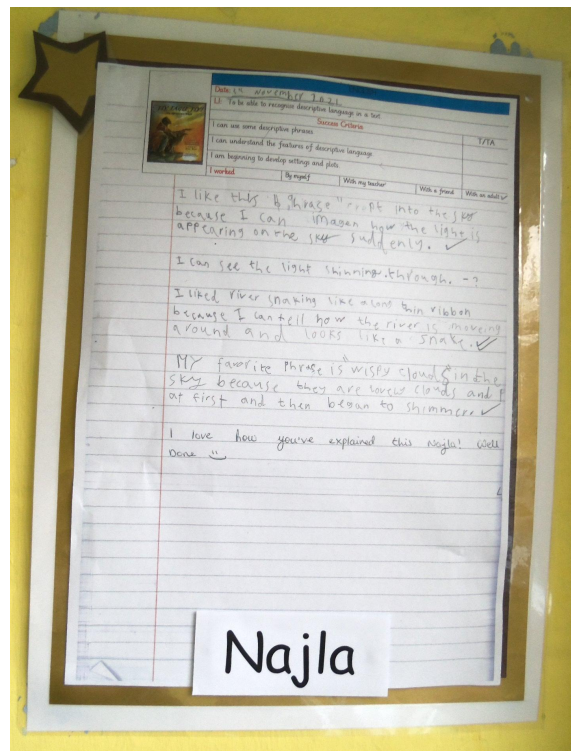 Date: November 2021
LI: To be able to recognise descriptive language in a text
Success Criteria
I can use some descriptive phrases
T/TA
I can understand the features of descriptive language
I am beginning to develop settings and plots
I worked
By myself
With my teacher
With a friend
With an adult ✓
I like this phrase into the sky
because I can imagen how the light is
appearing on the sky suddenly. ✓
I can see the light shinning through. - ?
I liked river snaking like a long thin ribbon
because I can tell how the river is moving
around and looks like a snake. ✓
MY favorite phrase is "wispy clouds in the
sky because they are lovely clouds and
at first and then began to shimmer. ✓
I love how you've explained this Najla! Well
Done
Najla